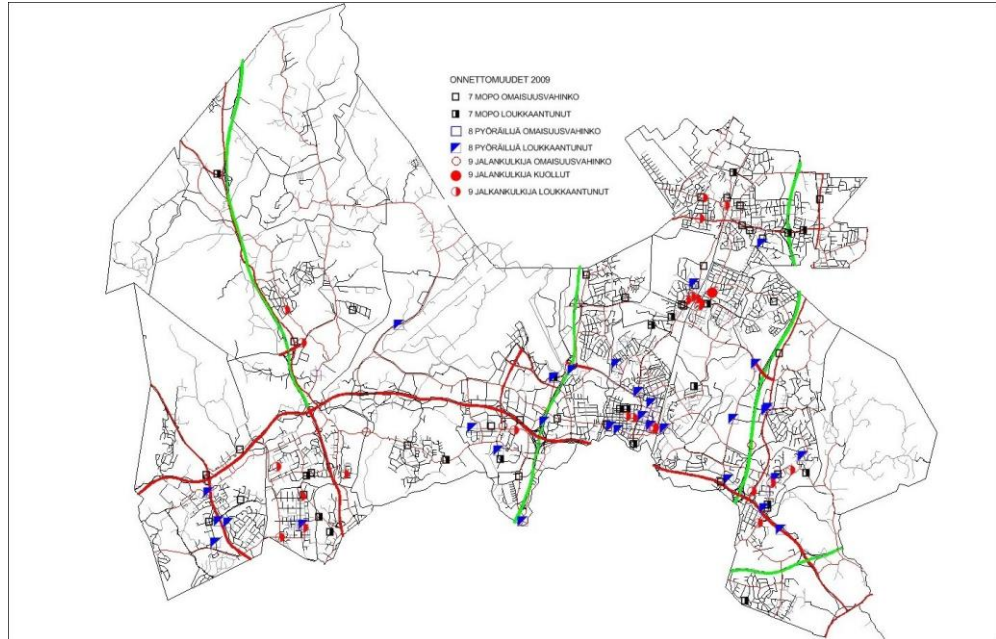 ONNETTOMUUDET 2009
7 MOPO OMAISUUSVAHINKO
7 MOPO LOUKKAANTUNUT
8 PYÖRÄILIJÄ OMAISUUSVAHINKO
8 PYÖRÄILIJÄ LOUKKAANTUNUT
9 JALANKULKIJA OMAISUUSVAHINKO
9 JALANKULKIJA KUOLLUT
9 JALKANKULKIJA LOUKKAANTUNUT